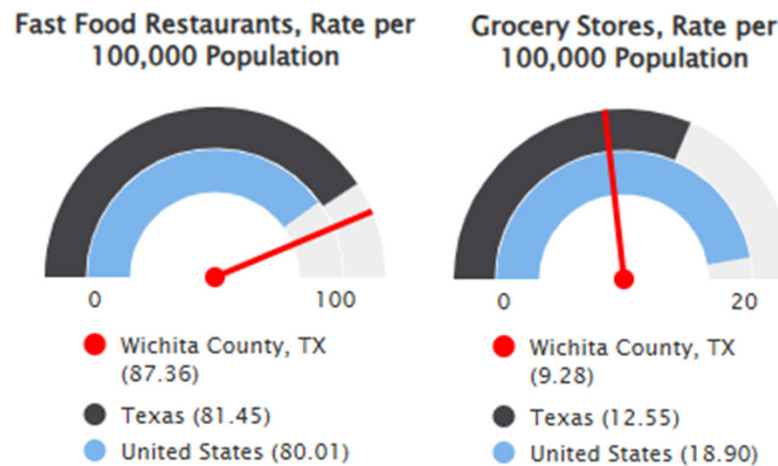 Fast Food Restaurants, Rate per
100,000 Population
0
100
Wichita County, TX
(87.36)
Texas (81.45)
United States (80.01)
Grocery Stores, Rate per
100,000 Population
0
20
Wichita County, TX
(9.28)
Texas (12.55)
United States (18.90)